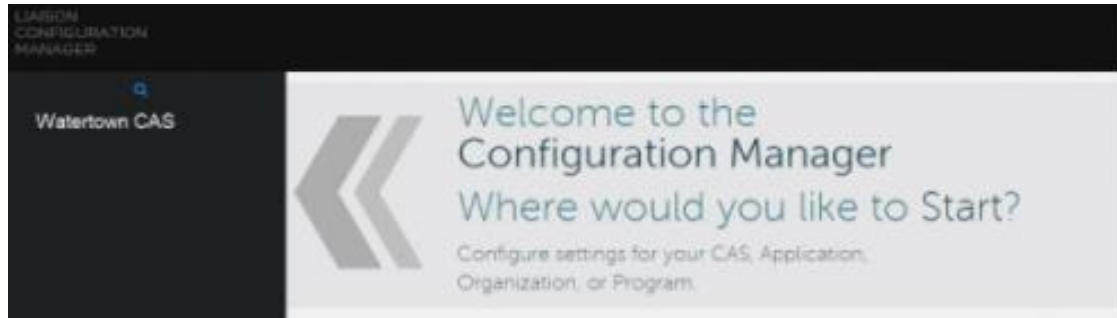 LIAISON
CONFIGURATION
MANAGER
Watertown CAS
Welcome to the
Configuration Manager
Where would you like to Start?
Configure settings for your CAS, Application,
Organization, or Program.